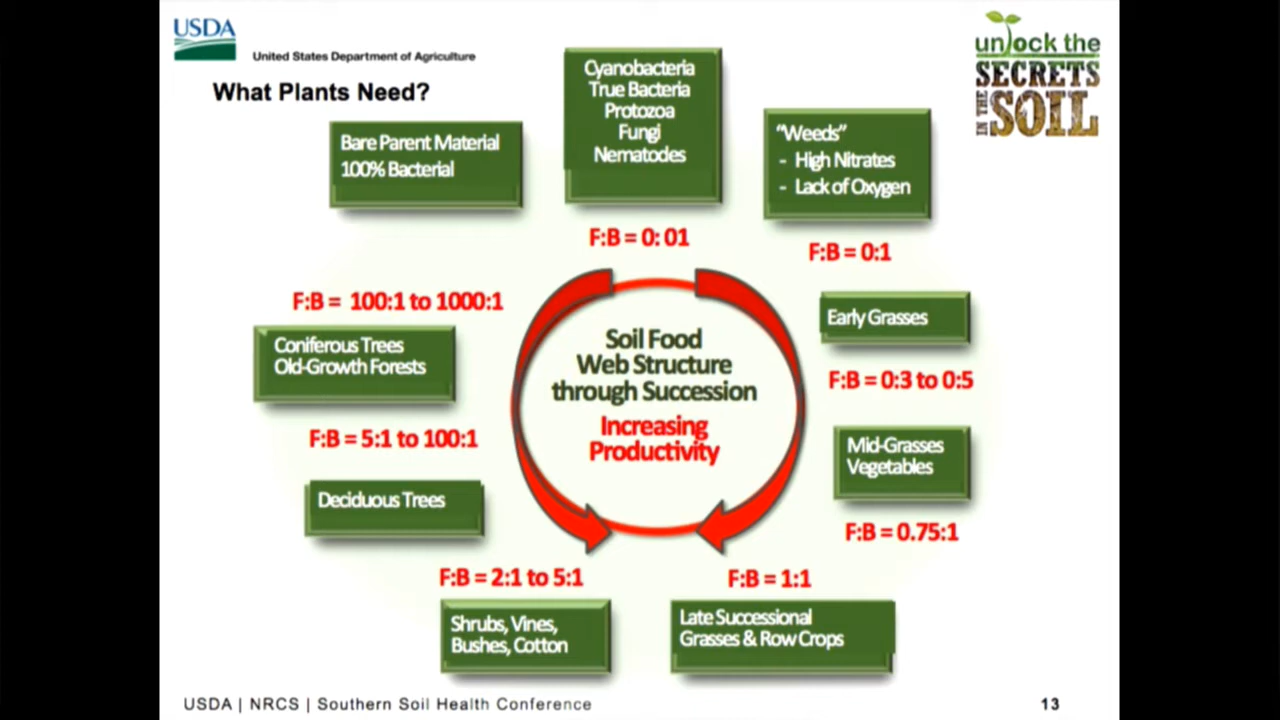 USDA
United States Department of Agriculture
What Plants Need?
unlock the
SECRETS
IN THE
SOIL
Bare Parent Material
100% Bacterial
Cyanobacteria
True Bacteria
Protozoa
Fungi
Nematodes
F:B = 0: 01
“Weeds”
- High Nitrates
- Lack of Oxygen
F:B = 0:1
Early Grasses
F:B = 0:3 to 0:5
Mid-Grasses
Vegetables
F:B = 0.75:1
F:B = 1:1
Late Successional
Grasses & Row Crops
F:B = 2:1 to 5:1
Shrubs, Vines,
Bushes, Cotton
Deciduous Trees
F:B = 5:1 to 100:1
Coniferous Trees
Old-Growth Forests
F:B = 100:1 to 1000:1
Soil Food
Web Structure
through Succession
Increasing
Productivity
USDA | NRCS | Southern Soil Health Conference
13